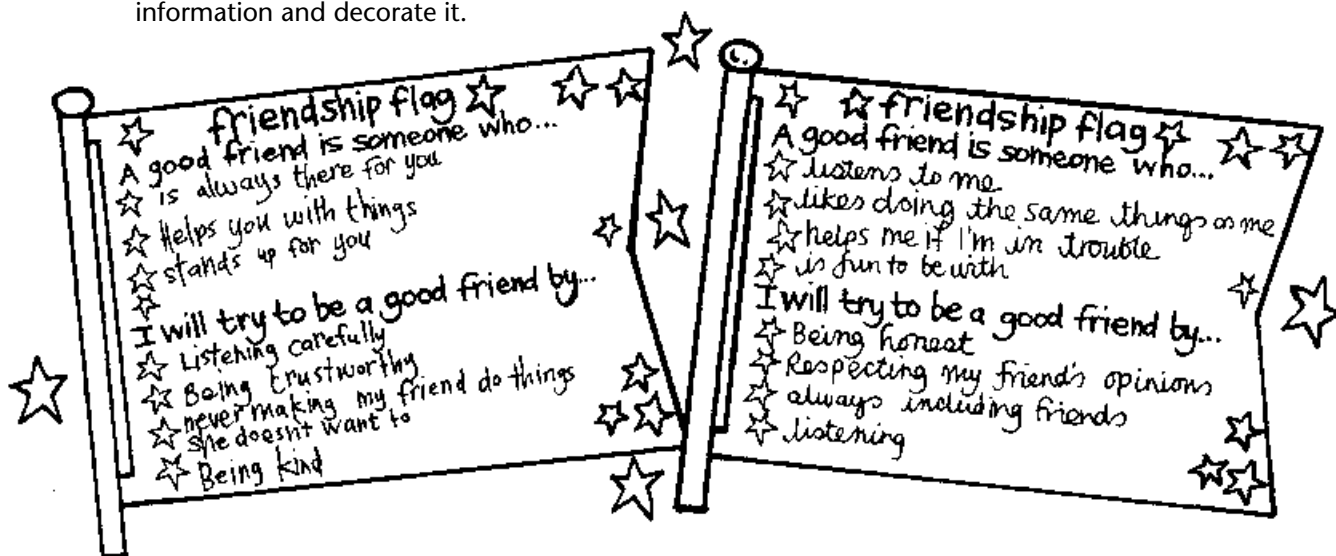 information and decorate it.
friendship flag
A good friend is someone who...
is always there for you
Helps you with things
stands up for you
I will try to be a good friend by...
Listening carefully
Being trustworthy
never making my friend do things
she doesn't want to
Being kind
friendship flag
A good friend is someone who...
listens to me
likes doing the same things as me
helps me if I'm in trouble
is fun to be with
I will try to be a good friend by...
Being honest
Respecting my friend's opinions
always including friends
listening